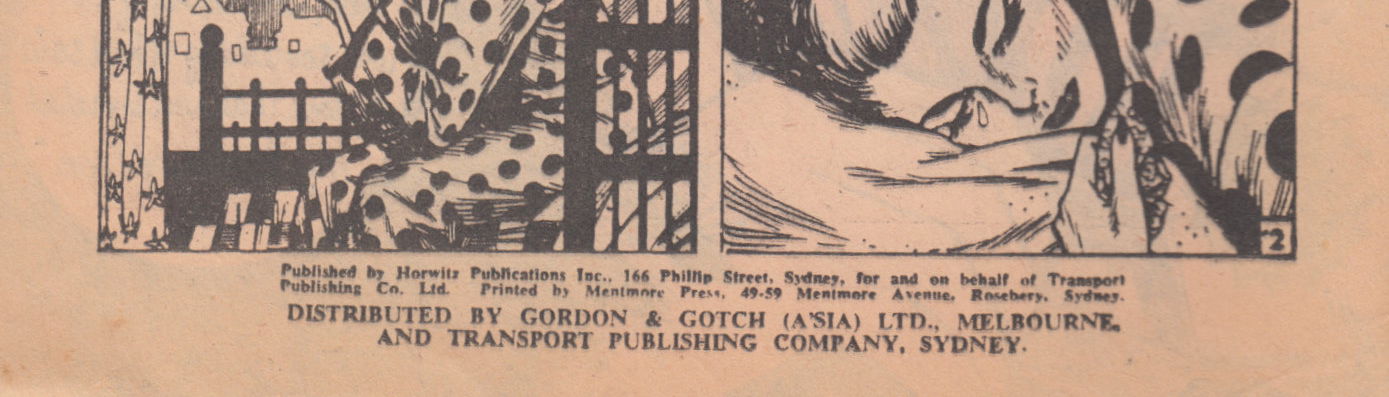 2
Published by Horwitz Publications Inc., 166 Phillip Street, Sydney, for and on behalf of Transport
Publishing Co. Ltd. Printed by Mentmore Press, 49-59 Mentmore Avenue, Rosebery, Sydney.
DISTRIBUTED BY GORDON & GOTCH (A'SIA) LTD., MELBOURNE,
AND TRANSPORT PUBLISHING COMPANY, SYDNEY.